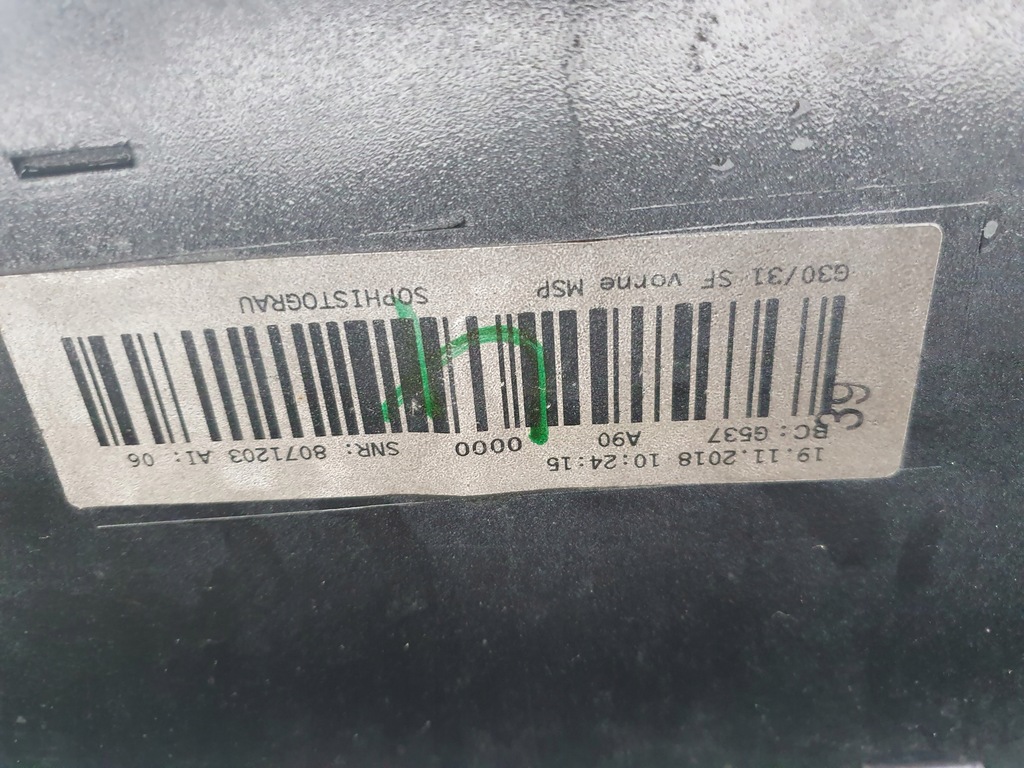 19.11.2018 10:24:15
BC: G537 A90 0000 SNR: 8071203 AI: 06
G30/31 SF vorne MSP SOPHISTOGRAU